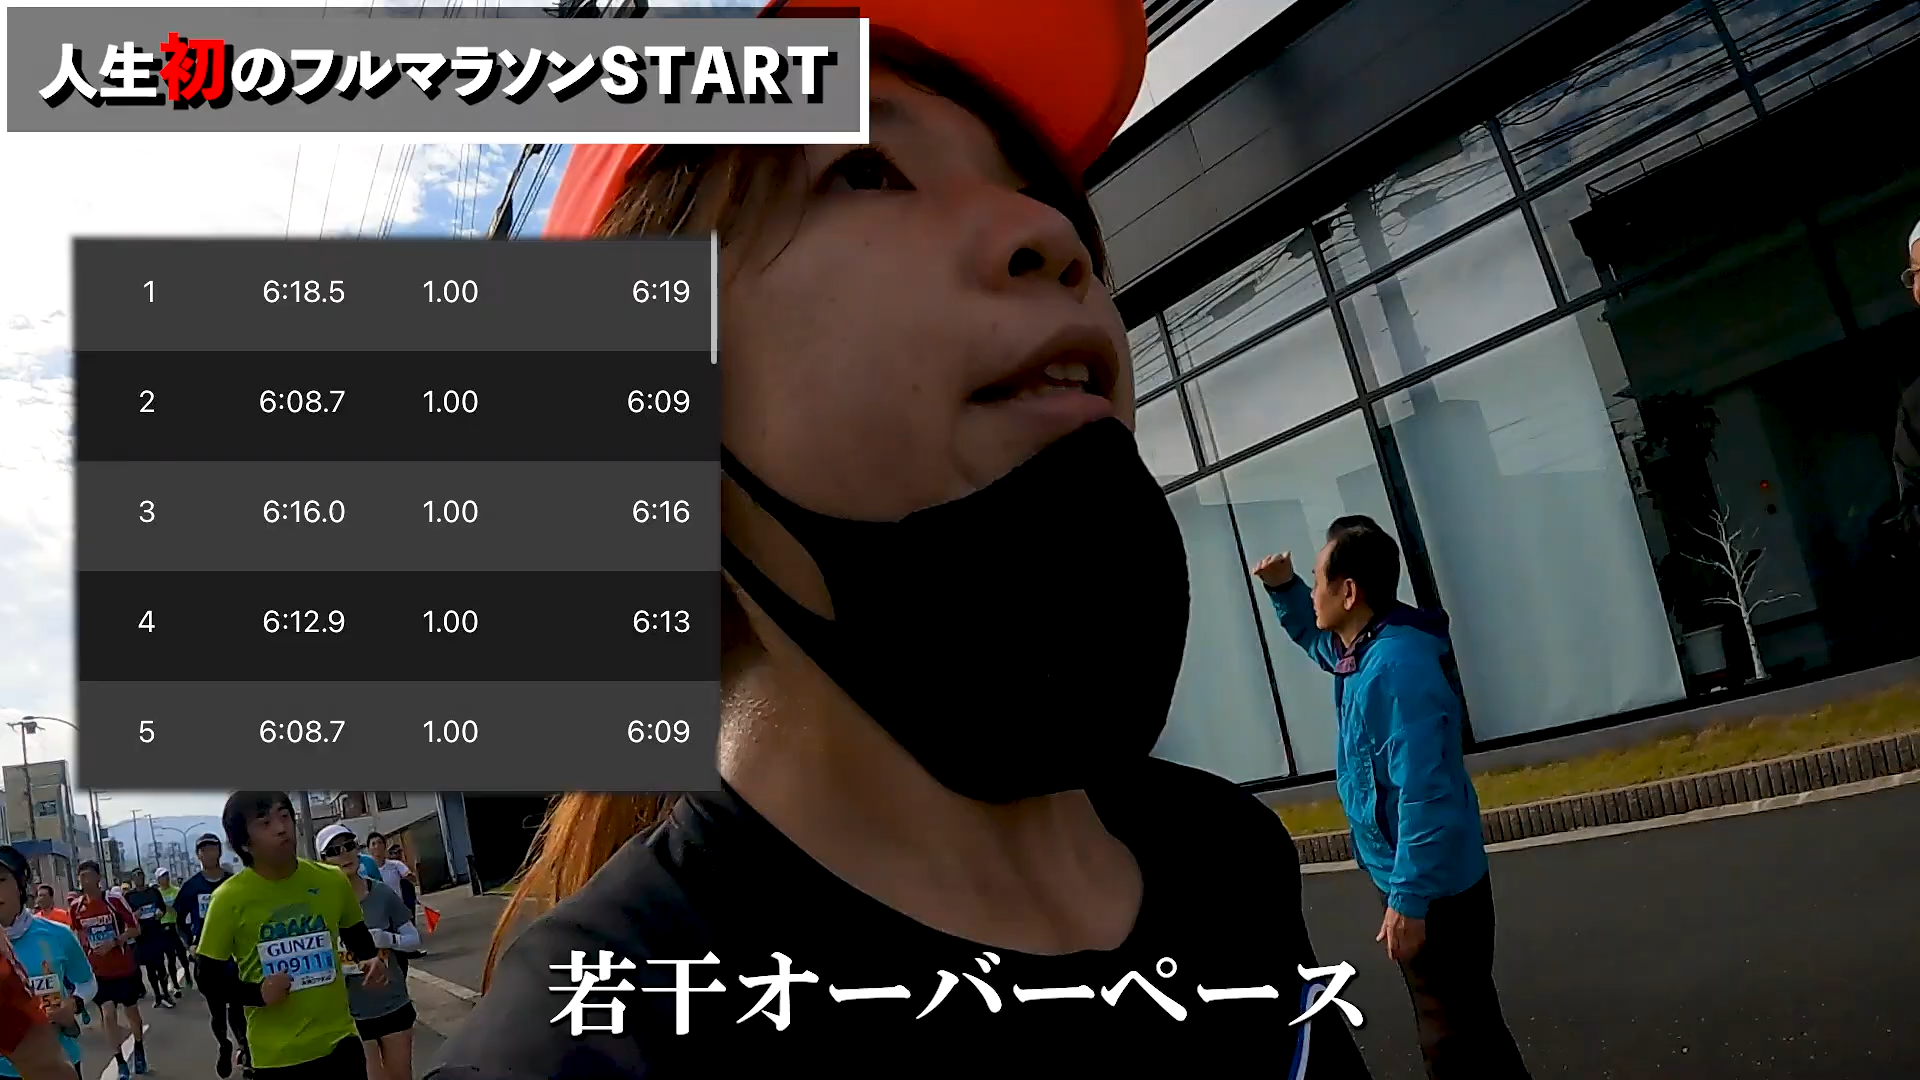 人生初のフルマラソンSTART
1 6:18.5 1.00 6:19
2 6:08.7 1.00 6:09
3 6:16.0 1.00 6:16
4 6:12.9 1.00 6:13
5 6:08.7 1.00 6:09
OSAKA
GUNZE
10911
若干オーバーペース